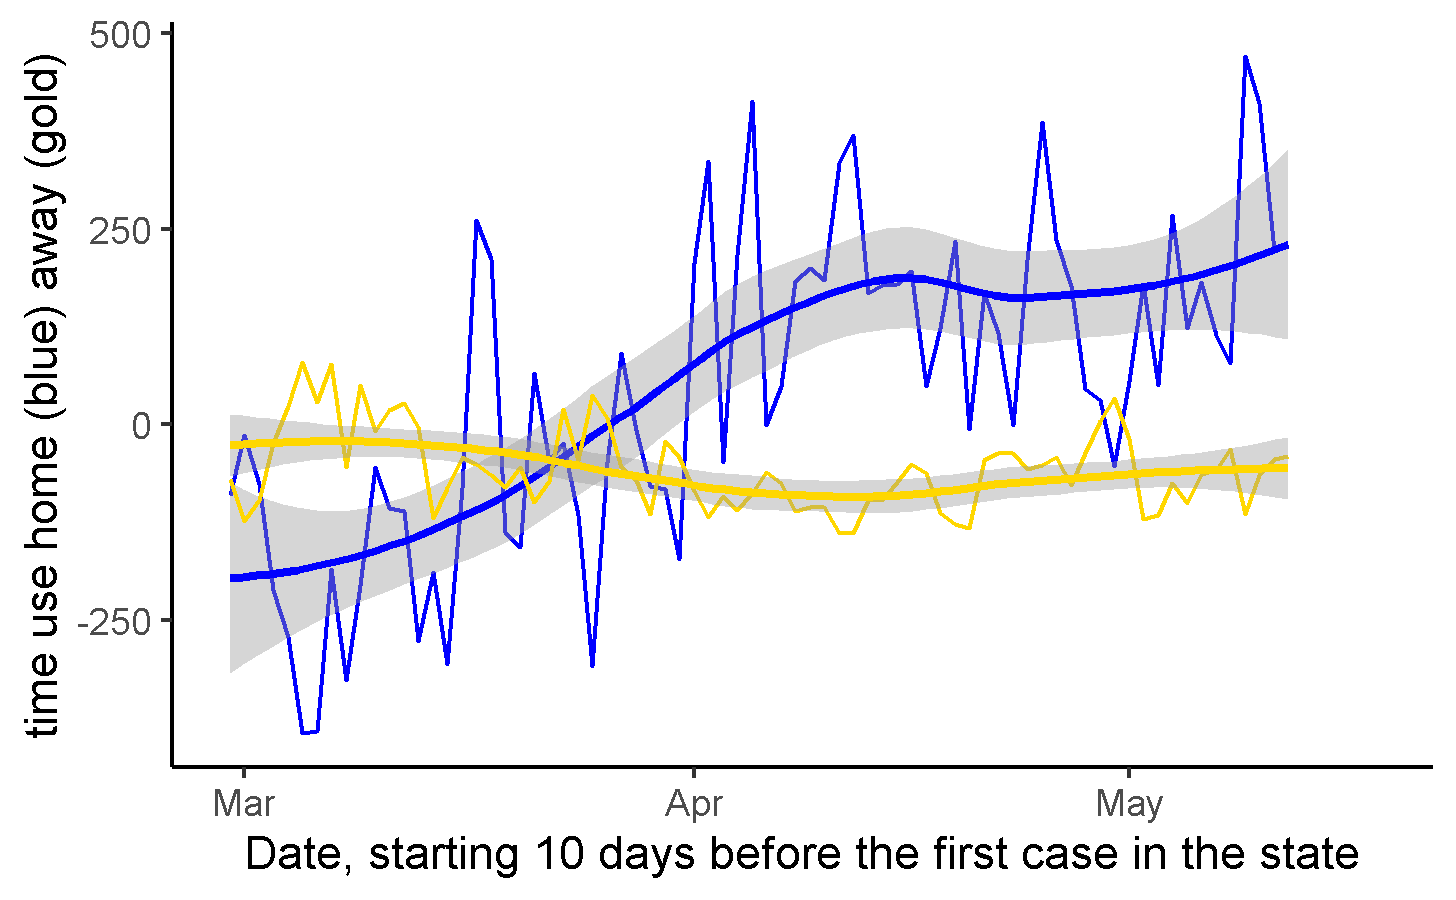 time use home (blue) away (gold)
500
250
0
-250
Mar
Apr
May
Date, starting 10 days before the first case in the state